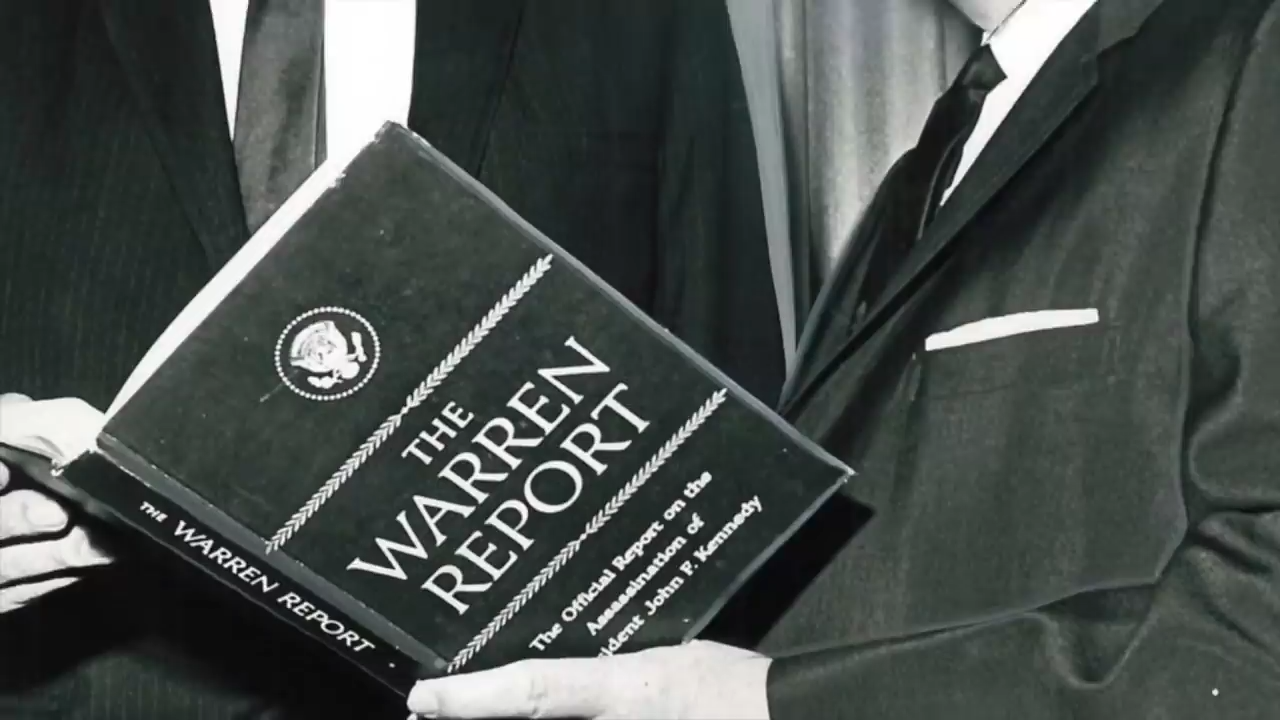 THE
WARREN
REPORT
The Official Report on the
Assassination of
ident John F. Kennedy
THE WARREN REPORT